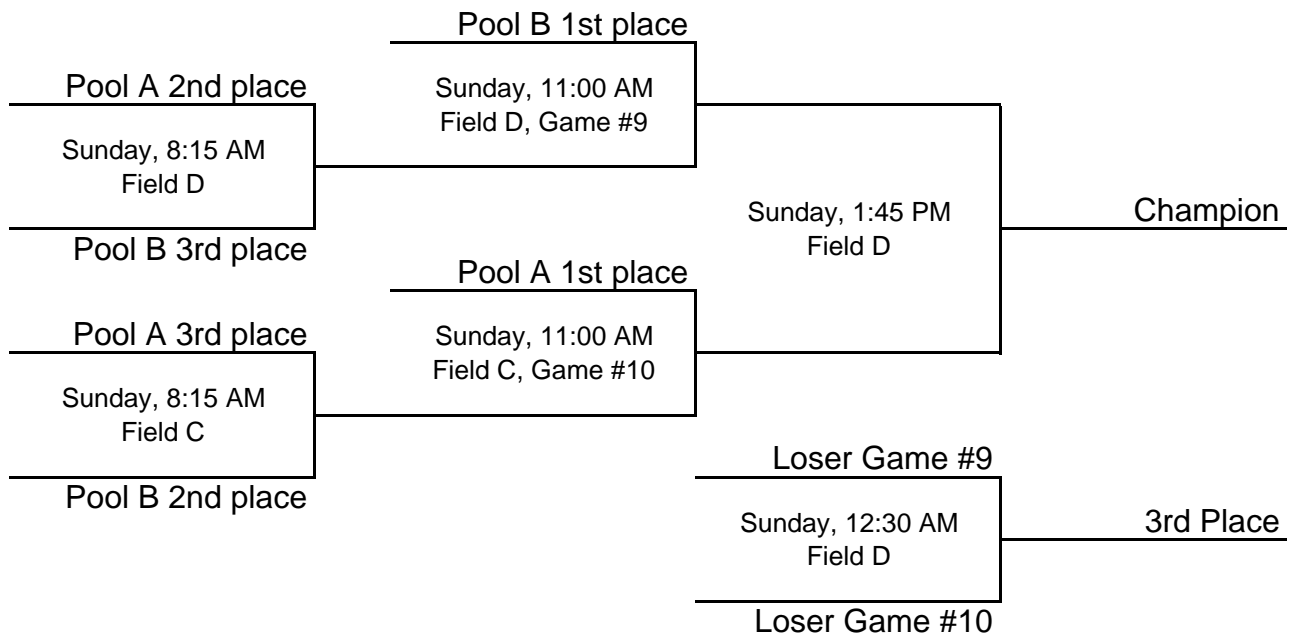 Pool B 1st place
Pool A 2nd place
Sunday, 11:00 AM
Field D, Game #9
Sunday, 8:15 AM
Field D
Pool B 3rd place
Sunday, 1:45 PM
Field D
Champion
Pool A 1st place
Pool A 3rd place
Sunday, 11:00 AM
Field C, Game #10
Sunday, 8:15 AM
Field C
Pool B 2nd place
Loser Game #9
Sunday, 12:30 AM
Field D
3rd Place
Loser Game #10